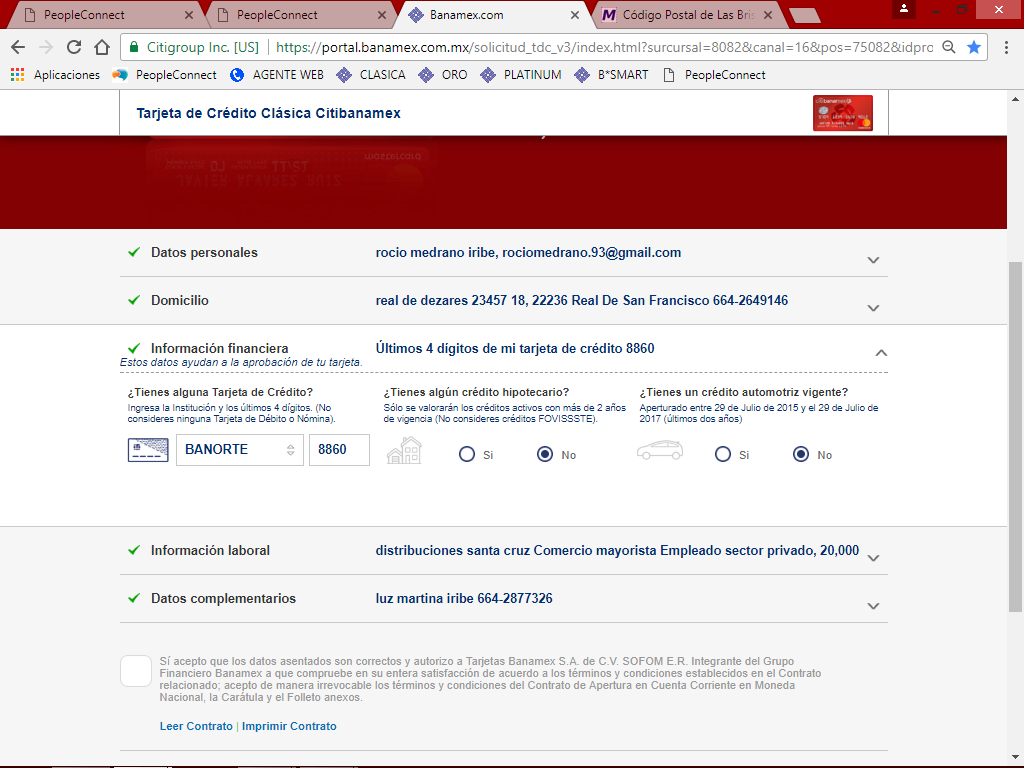 PeopleConnect
PeopleConnect
Banamex.com
Código Postal de Las Bris
Citigroup Inc. [US]
https://portal.banamex.com.mx/solicitud_tdc_v3/index.html?surcursal=8082&canal=16&pos=75082&idpro
Aplicaciones
PeopleConnect
AGENTE WEB
CLASICA
ORO
PLATINUM
B*SMART
PeopleConnect
Tarjeta de Crédito Clásica Citibanamex
Datos personales
rocio medrano iribe, rociomedrano.93@gmail.com
Domicilio
real de dezares 23457 18, 22236 Real De San Francisco 664-2649146
Información financiera
Últimos 4 dígitos de mi tarjeta de crédito 8860
Estos datos ayudan a la aprobación de tu tarjeta.
¿Tienes alguna Tarjeta de Crédito?
Ingresa la Institución y los últimos 4 dígitos. (No
consideres ninguna Tarjeta de Débito o Nómina).
BANORTE
8860
¿Tienes algún crédito hipotecario?
Sólo se valorarán los créditos activos con más de 2 años
de vigencia (No consideres créditos FOVISSSTE).
Si
No
¿Tienes un crédito automotriz vigente?
Aperturado entre 29 de Julio de 2015 y el 29 de Julio de
2017 (últimos dos años)
Si
No
Información laboral
distribuciones santa cruz Comercio mayorista Empleado sector privado, 20,000
Datos complementarios
luz martina iribe 664-2877326
Sí acepto que los datos asentados son correctos y autorizo a Tarjetas Banamex S.A. de C.V. SOFOM E.R. Integrante del Grupo
Financiero Banamex a que compruebe en su entera satisfacción de acuerdo a los términos y condiciones establecidos en el Contrato
relacionado; acepto de manera irrevocable los términos y condiciones del Contrato de Apertura en Cuenta Corriente en Moneda
Nacional, la Carátula y el Folleto anexos.
Leer Contrato | Imprimir Contrato